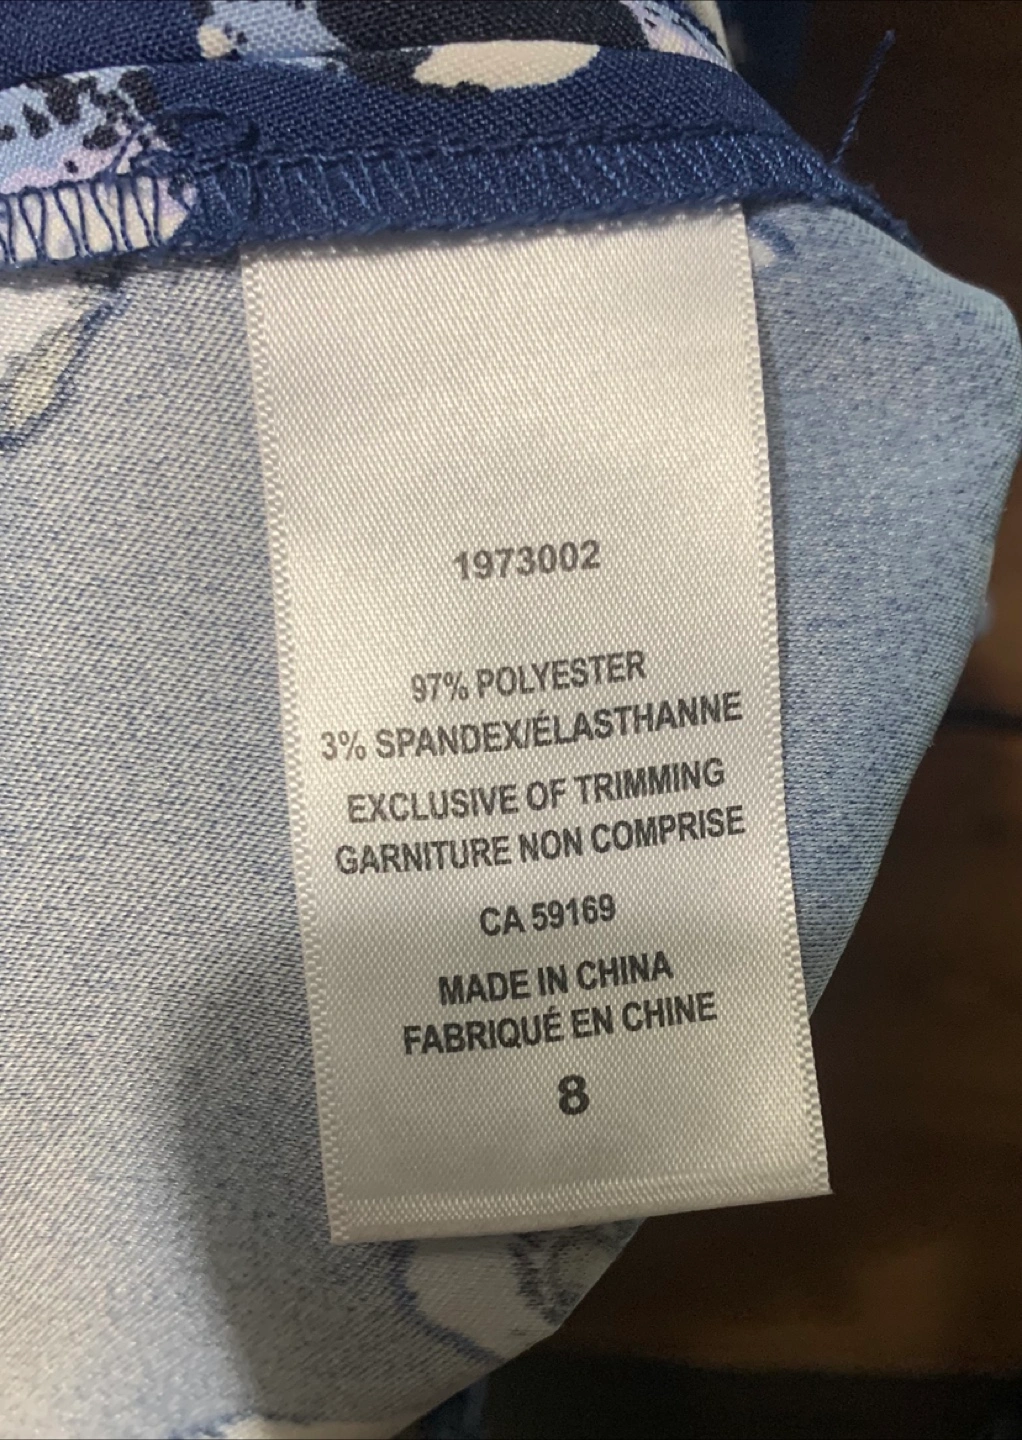 1973002
97% POLYESTER
3% SPANDEX/ÉLASTHANNE
EXCLUSIVE OF TRIMMING
GARNITURE NON COMPRISE
CA 59169
MADE IN CHINA
FABRIQUÉ EN CHINE
8